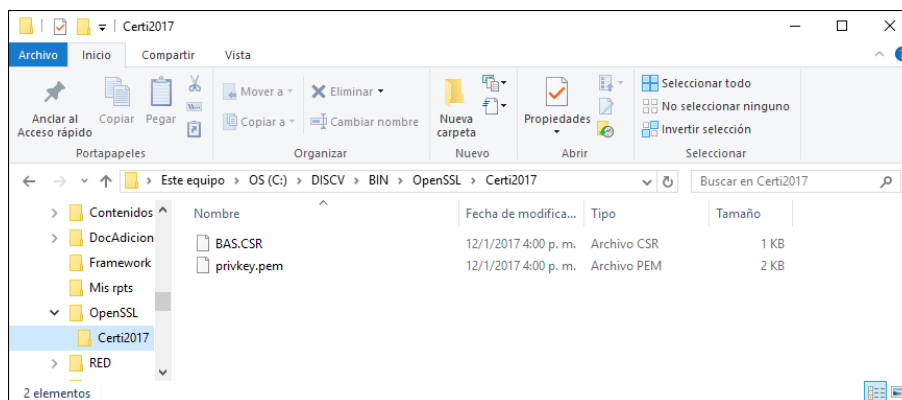 Certi2017
Archivo Inicio Compartir Vista
Anclar al Acceso rápido
Copiar
Pegar
Mover a
Copiar a
Eliminar
Cambiar nombre
Nueva carpeta
Propiedades
Seleccionar todo
No seleccionar ninguno
Invertir selección
Portapapeles Organizar Nuevo Abrir Seleccionar
Este equipo > OS (C:) > DISCV > BIN > OpenSSL > Certi2017
Buscar en Certi2017
Contenidos
DocAdicion
Framework
Mis rpts
OpenSSL
Certi2017
RED
Nombre Fecha de modifica... Tipo Tamaño
BAS.CSR 12/1/2017 4:00 p. m. Archivo CSR 1 KB
privkey.pem 12/1/2017 4:00 p. m. Archivo PEM 2 KB
2 elementos